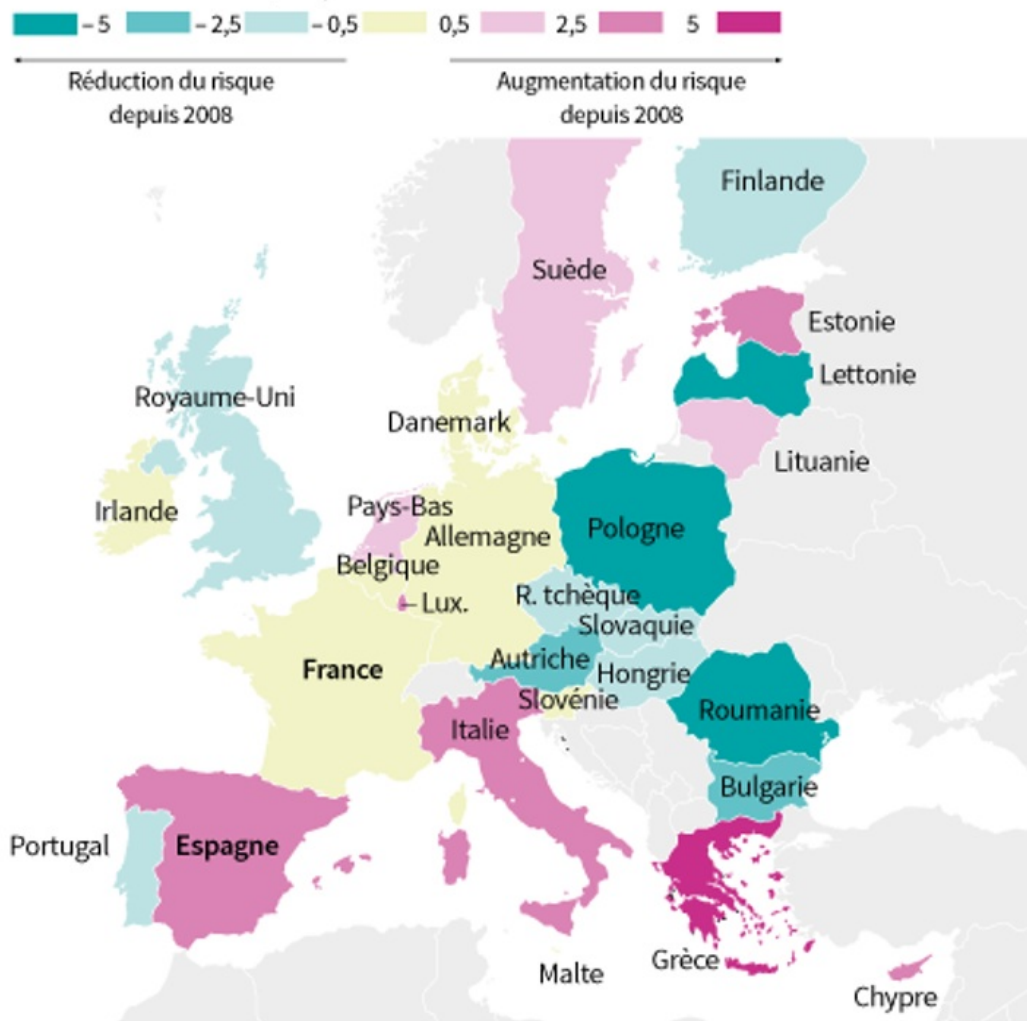 – 5 – 2,5 – 0,5 0,5 2,5 5
Réduction du risque
depuis 2008
Augmentation du risque
depuis 2008
Finlande
Suède
Estonie
Lettonie
Royaume-Uni
Danemark
Lituanie
Pays-Bas
Irlande
Allemagne
Pologne
Belgique
R. tchèque
Lux.
Slovaquie
Autriche
France
Hongrie
Slovénie
Roumanie
Italie
Bulgarie
Portugal
Espagne
Grèce
Malte
Chypre